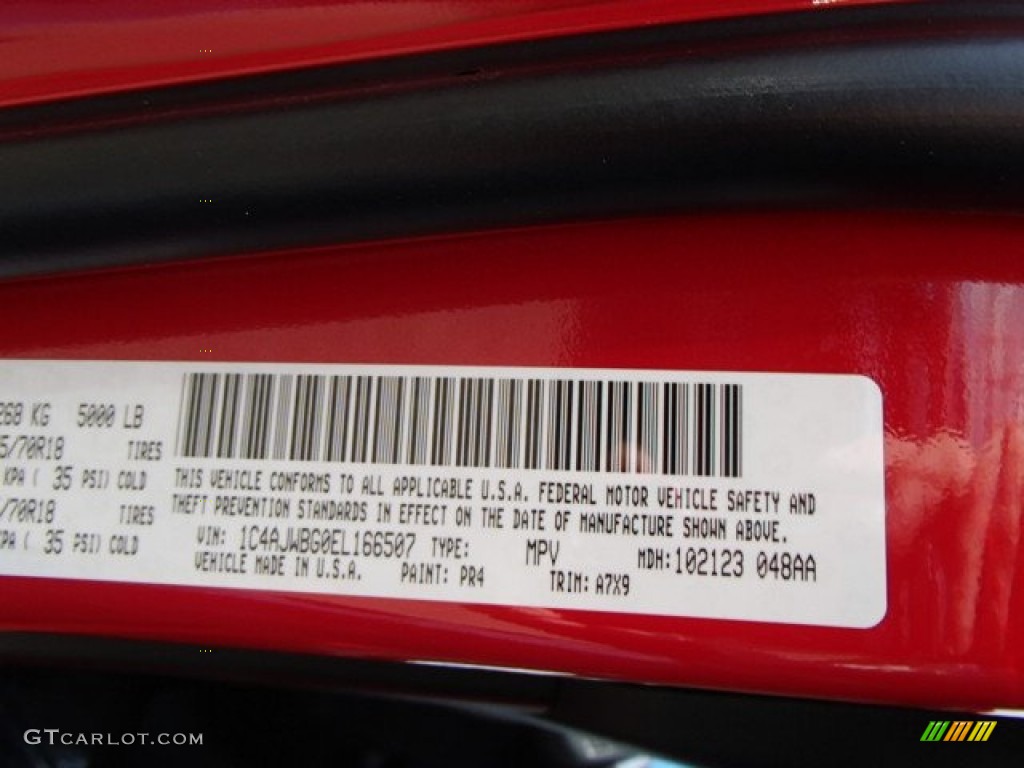 268 KG 5000 LB
5/70R18 TIRES
KPA ( 35 PSI) COLD
/70R18 TIRES
KPA ( 35 PSI) COLD
THIS VEHICLE CONFORMS TO ALL APPLICABLE U.S.A. FEDERAL MOTOR VEHICLE SAFETY AND
THEFT PREVENTION STANDARDS IN EFFECT ON THE DATE OF MANUFACTURE SHOWN ABOVE.
VIN: 1C4AJWBG0EL166507 TYPE: MPV MDH: 102123 048AA
VEHICLE MADE IN U.S.A. PAINT: PR4 TRIM: A7X9
GTCARLOT.COM